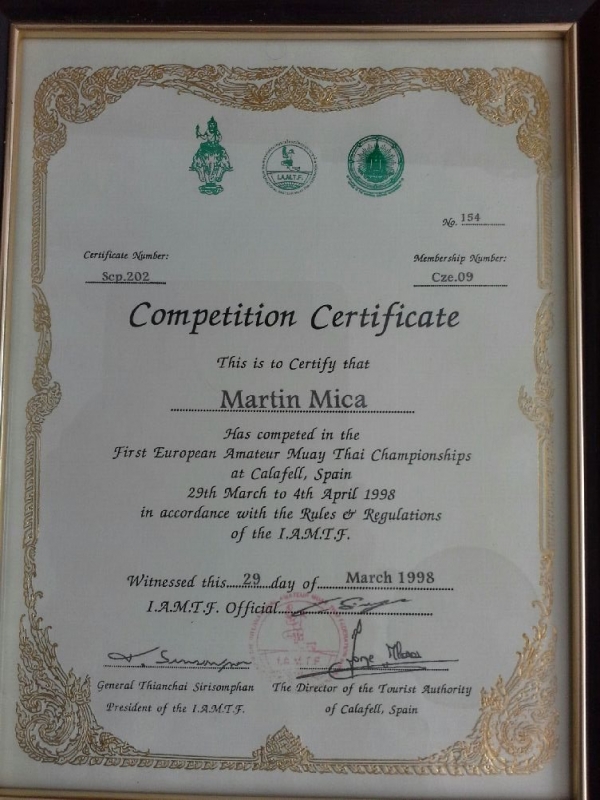 I.A.M.T.F.
No. 154
Certificate Number:
Scp.202
Membership Number:
Cze.09
Competition Certificate
This is to Certify that
Martin Mica
Has competed in the
First European Amateur Muay Thai Championships
at Calafell, Spain
29th March to 4th April 1998
in accordance with the Rules & Regulations
of the I.A.M.T.F.
Witnessed this 29 day of March 1998
I.A.M.T.F. Official
I.A.M.T.F.
General Thianchai Sirisomphan
President of the I.A.M.T.F.
The Director of the Tourist Authority
of Calafell, Spain